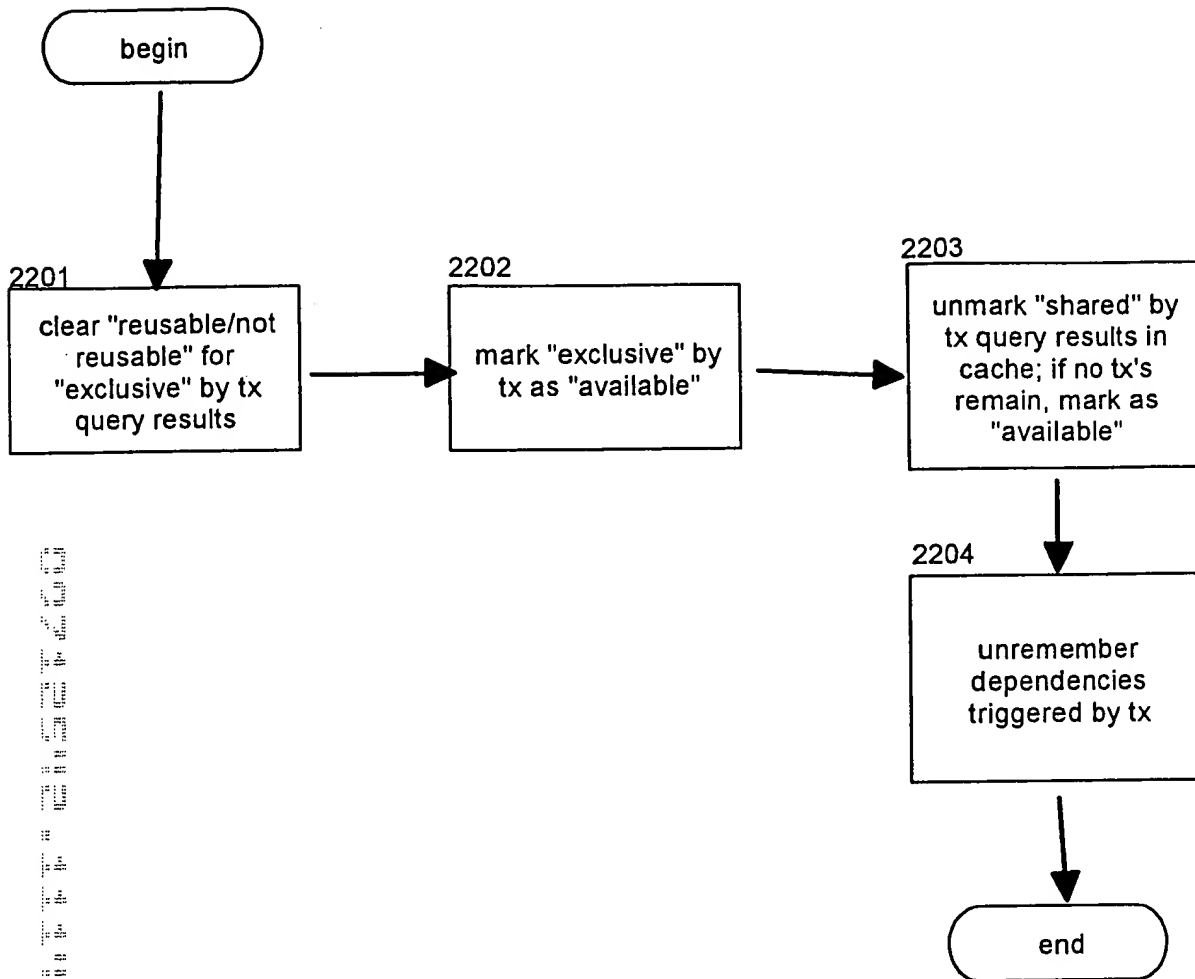 begin
2201
clear "reusable/not
reusable" for
"exclusive" by tx
query results
2202
mark "exclusive" by
tx as "available"
2203
unmark "shared" by
tx query results in
cache; if no tx's
remain, mark as
"available"
2204
unremember
dependencies
triggered by tx
end